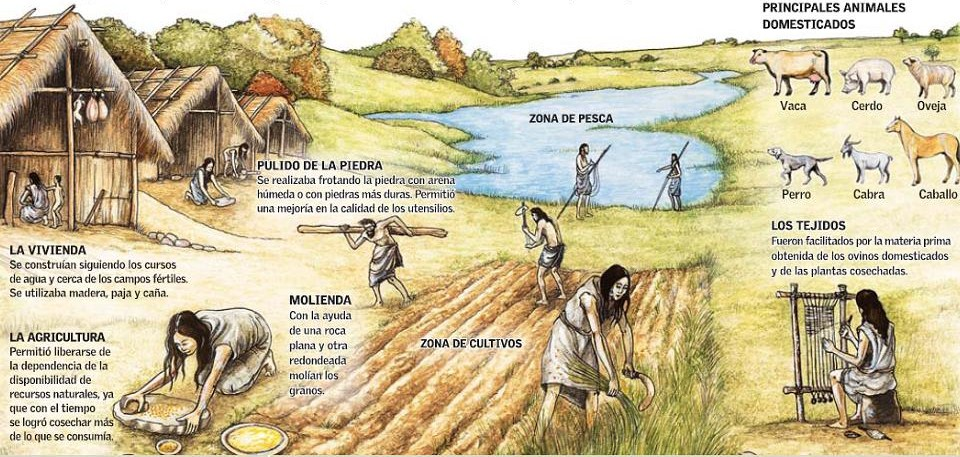 PRINCIPALES ANIMALES
DOMESTICADOS
Vaca
Cerdo
Oveja
Perro
Cabra
Caballo
ZONA DE PESCA
PULIDO DE LA PIEDRA
Se realizaba frotando la piedra con arena
húmeda o con piedras más duras. Permitió
una mejoría en la calidad de los utensilios.
LOS TEJIDOS
Fueron facilitados por la materia prima
obtenida de los ovinos domesticados
y de las plantas cosechadas.
LA VIVIENDA
Se construían siguiendo los cursos
de agua y cerca de los campos fértiles.
Se utilizaba madera, paja y caña.
MOLIENDA
Con la ayuda
de una roca
plana y otra
redondeada
molían los
granos.
ZONA DE CULTIVOS
LA AGRICULTURA
Permitió liberarse de
la dependencia de la
disponibilidad de
recursos naturales, ya
que con el tiempo
se logró cosechar más
de lo que se consumía.